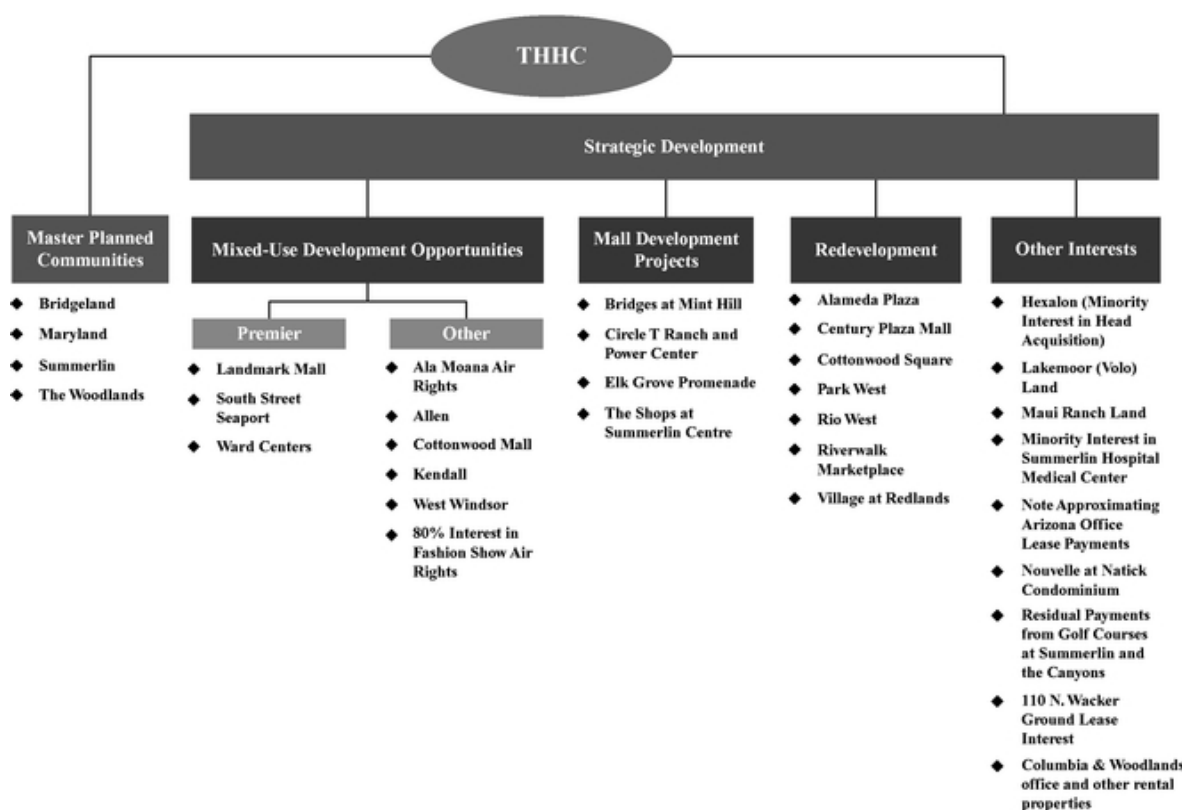 THHC
Strategic Development
Master Planned
Communities
◆ Bridgeland
◆ Maryland
◆ Summerlin
◆ The Woodlands
Mixed-Use Development Opportunities
Premier
◆ Landmark Mall
◆ South Street
Seaport
◆ Ward Centers
Other
◆ Ala Moana Air
Rights
◆ Allen
◆ Cottonwood Mall
◆ Kendall
◆ West Windsor
◆ 80% Interest in
Fashion Show Air
Rights
Mall Development
Projects
◆ Bridges at Mint Hill
◆ Circle T Ranch and
Power Center
◆ Elk Grove Promenade
◆ The Shops at
Summerlin Centre
Redevelopment
◆ Alameda Plaza
◆ Century Plaza Mall
◆ Cottonwood Square
◆ Park West
◆ Rio West
◆ Riverwalk
Marketplace
◆ Village at Redlands
Other Interests
◆ Hexalon (Minority
Interest in Head
Acquisition)
◆ Lakemoor (Volo)
Land
◆ Maui Ranch Land
◆ Minority Interest in
Summerlin Hospital
Medical Center
◆ Note Approximating
Arizona Office
Lease Payments
◆ Nouvelle at Natick
Condominium
◆ Residual Payments
from Golf Courses
at Summerlin and
the Canyons
◆ 110 N. Wacker
Ground Lease
Interest
◆ Columbia & Woodlands
office and other rental
properties